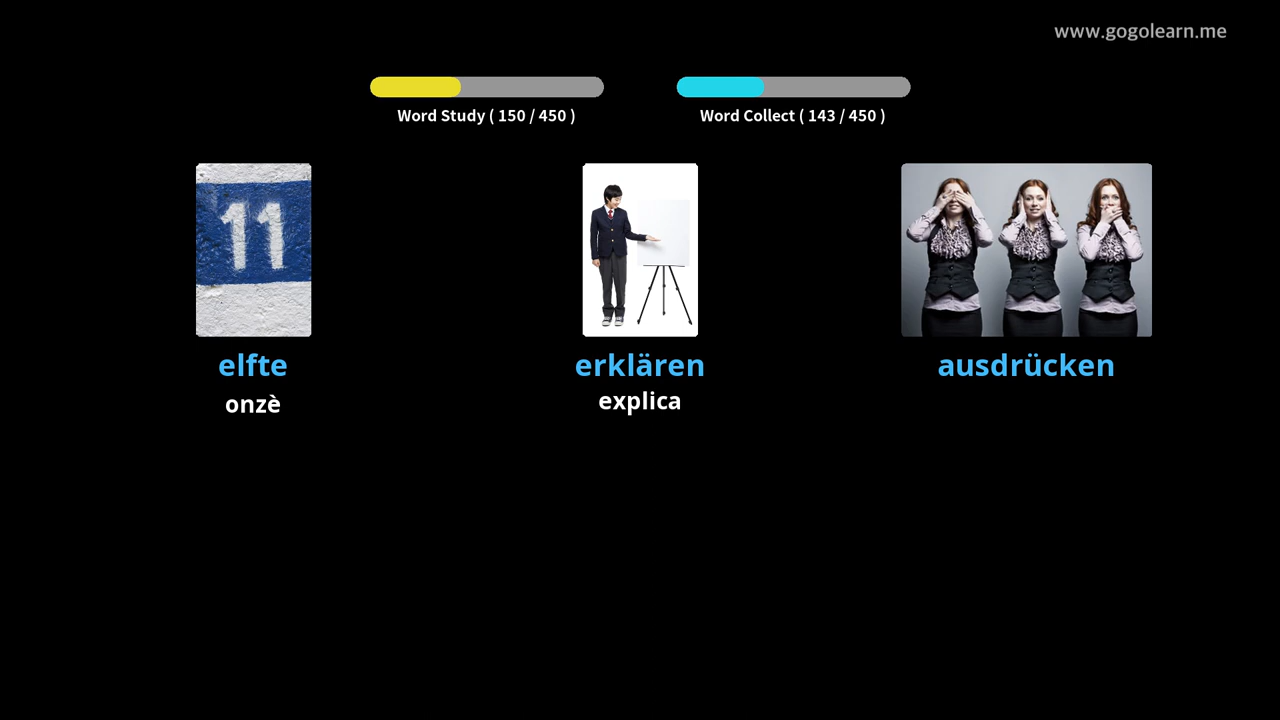 www.gogolearn.me
Word Study ( 150 / 450 )
Word Collect ( 143 / 450 )
11
elfte
erklären
ausdrücken
onzè
explica